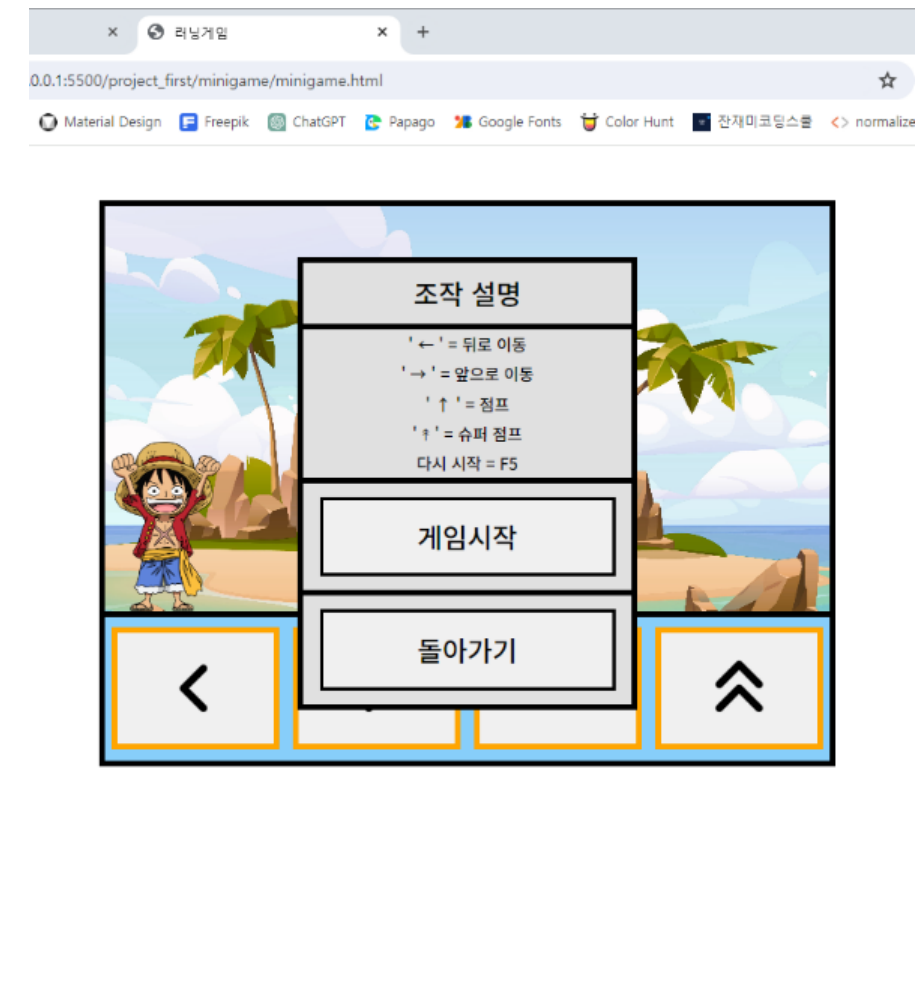 러닝게임
.0.0.1:5500/project_first/minigame/minigame.html
Material Design Freepik ChatGPT Papago Google Fonts Color Hunt 잔재미코딩스쿨 normalize
조작 설명
' ← ' = 뒤로 이동
' → ' = 앞으로 이동
' ↑ ' = 점프
' ↟ ' = 슈퍼 점프
다시 시작 = F5
게임시작
돌아가기